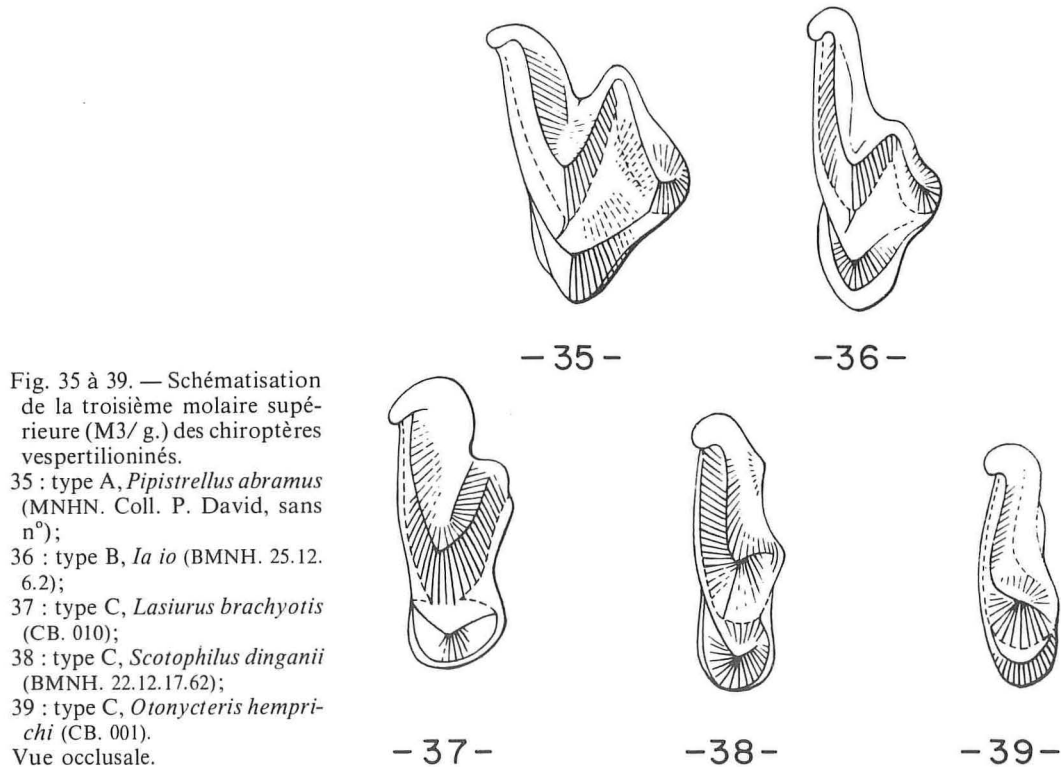 -35-
-36-
Fig. 35 à 39. — Schématisation
de la troisième molaire supé-
rieure (M3/ g.) des chiroptères
vespertilioninés.
35 : type A, Pipistrellus abramus
(MNHN. Coll. P. David, sans
n°);
36 : type B, Ia io (BMNH. 25.12.
6.2);
37 : type C, Lasiurus brachyotis
(CB. 010);
38 : type C, Scotophilus dinganii
(BMNH. 22.12.17.62);
39 : type C, Otonycteris hempri-
chi (CB. 001).
Vue occlusale.
-37-
-38-
-39-